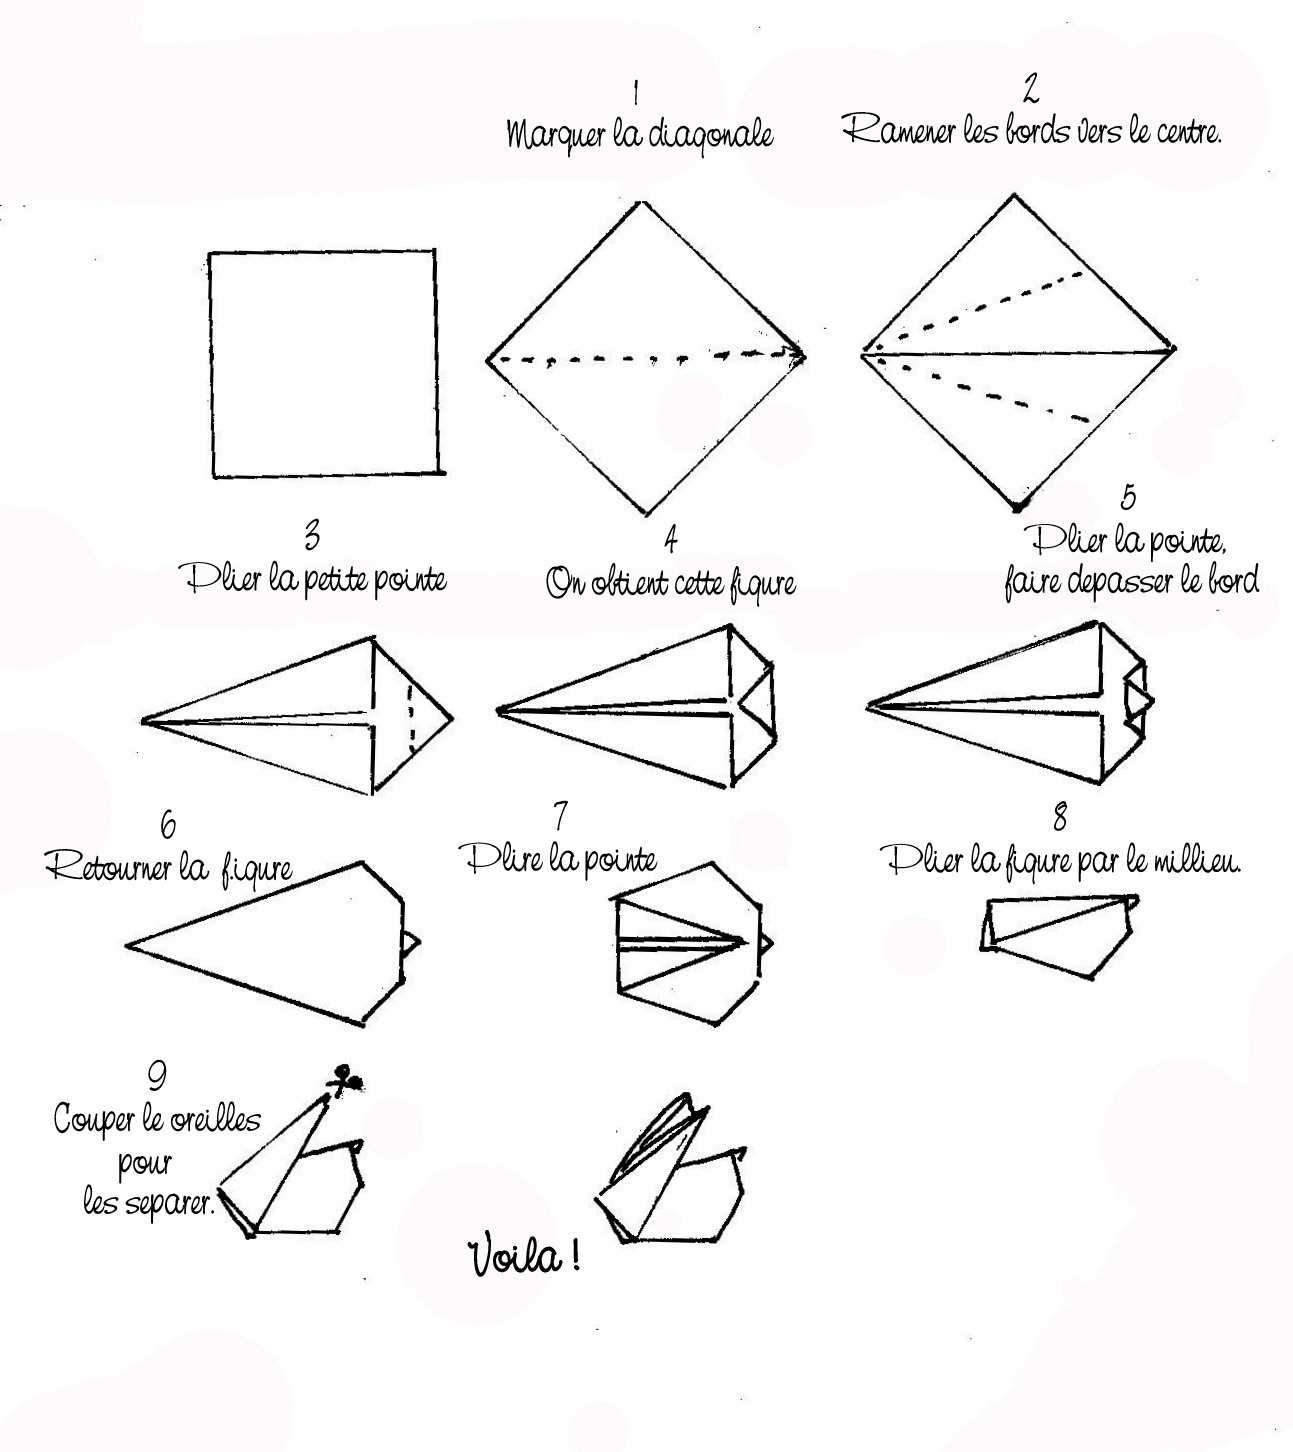 1
Marquer la diagonale
2
Ramener les bords vers le centre.
3
Plier la petite pointe
4
On obtient cette figure
5
Plier la pointe,
faire depasser le bord
6
Retourner la figure
7
Plire la pointe
8
Plier la figure par le millieu.
9
Couper le oreilles
pour
les separer.
Voila !